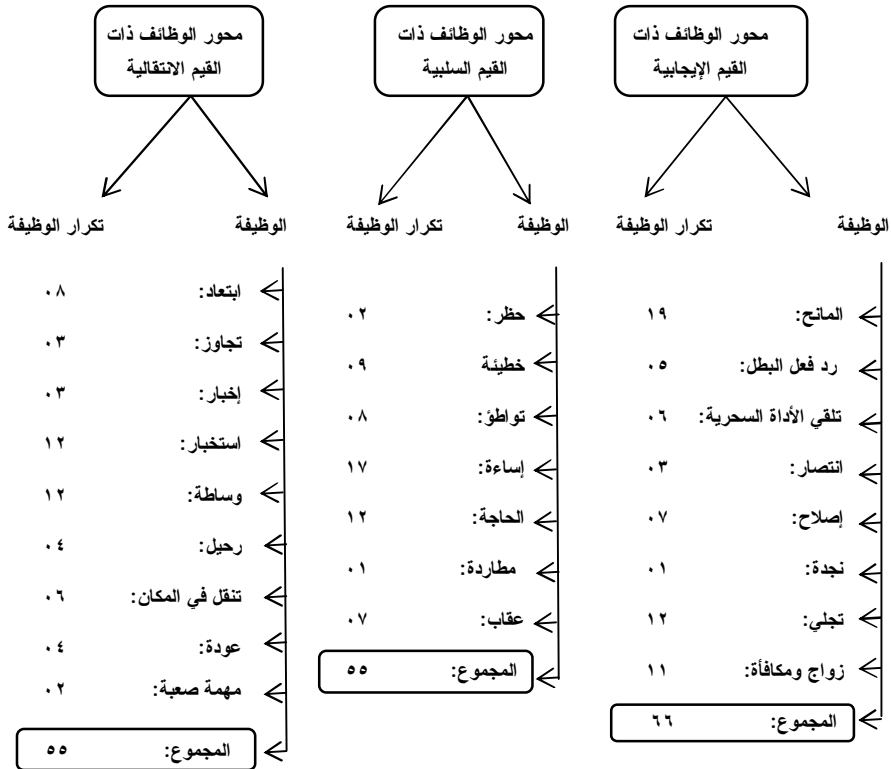 محور الوظائف ذات
القيم الإيجابية
الوظيفة
تكرار الوظيفة
المانح: ١٩
رد فعل البطل: ٠٥
تلقي الأداة السحرية: ٠٦
انتصار: ٠٣
إصلاح: ٠٧
نجدة: ٠١
تجلي: ١٢
زواج ومكافأة: ١١
المجموع: ٦٦
محور الوظائف ذات
القيم السلبية
الوظيفة
تكرار الوظيفة
حظر: ٠٢
خطيئة ٠٩
تواطؤ: ٠٨
إساءة: ١٧
الحاجة: ١٢
مطاردة: ٠١
عقاب: ٠٧
المجموع: ٥٥
محور الوظائف ذات
القيم الانتقالية
الوظيفة
تكرار الوظيفة
ابتعاد: ٠٨
تجاوز: ٠٣
إخبار: ٠٣
استخبار: ١٢
وساطة: ١٢
رحيل: ٠٤
تنقل في المكان: ٠٦
عودة: ٠٤
مهمة صعبة: ٠٢
المجموع: ٥٥